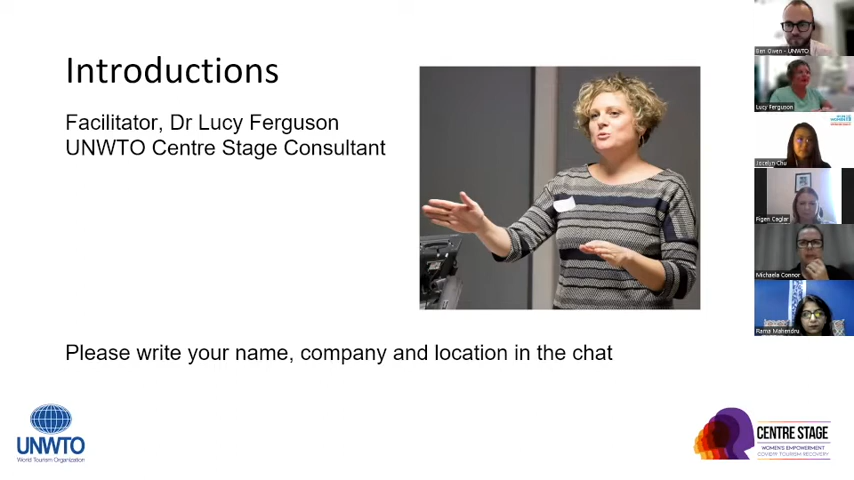 Introductions
Facilitator, Dr Lucy Ferguson
UNWTO Centre Stage Consultant
Please write your name, company and location in the chat
UNWTO
World Tourism Organization
CENTRE STAGE
WOMEN'S EMPOWERMENT
COVID19 TOURISM RECOVERY
Ben Owen - UNWTO
Lucy Ferguson
Jocelyn Chu
Figen Caglar
Michaela Connor
Rama Mahendru